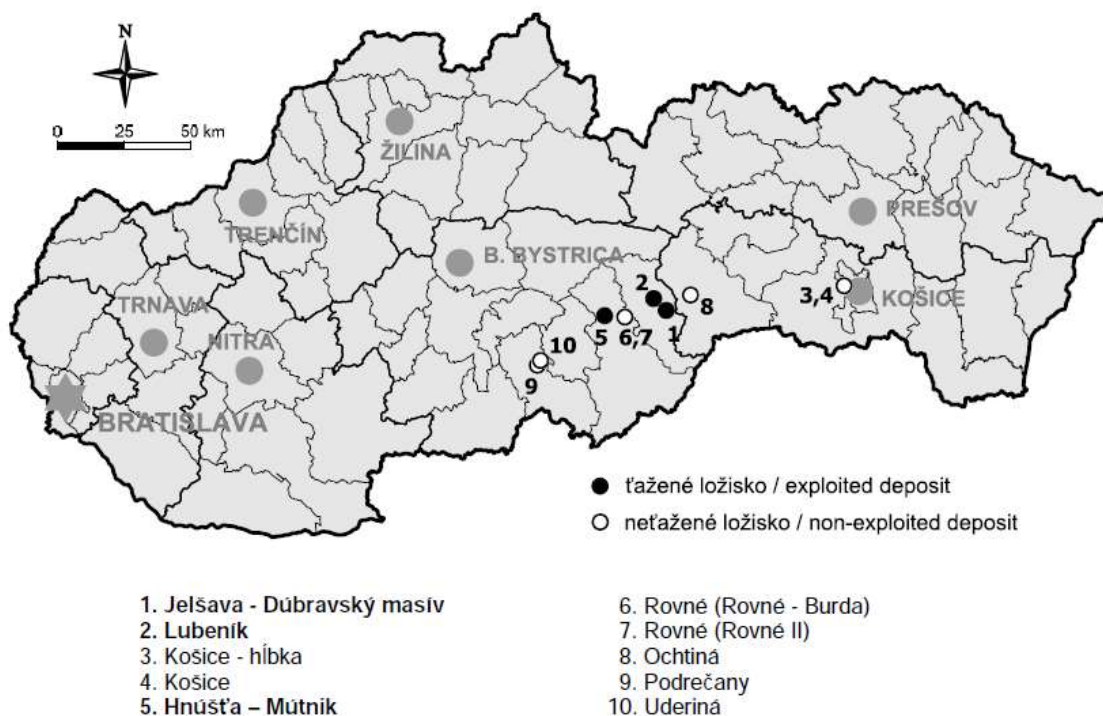 N
0 25 50 km
ŽILINA
TRENČÍN
PREŠOV
B. BYSTRICA
TRNAVA
NITRA
KOŠICE
BRATISLAVA
2
8
3,4
1
5
6,7
10
9
ťažené ložisko / exploited deposit
neťažené ložisko / non-exploited deposit
1. Jelšava - Dúbravský masív
2. Lubeník
3. Košice - hĺbka
4. Košice
5. Hnúšťa – Mútnik
6. Rovné (Rovné - Burda)
7. Rovné (Rovné II)
8. Ochtiná
9. Podrečany
10. Uderiná